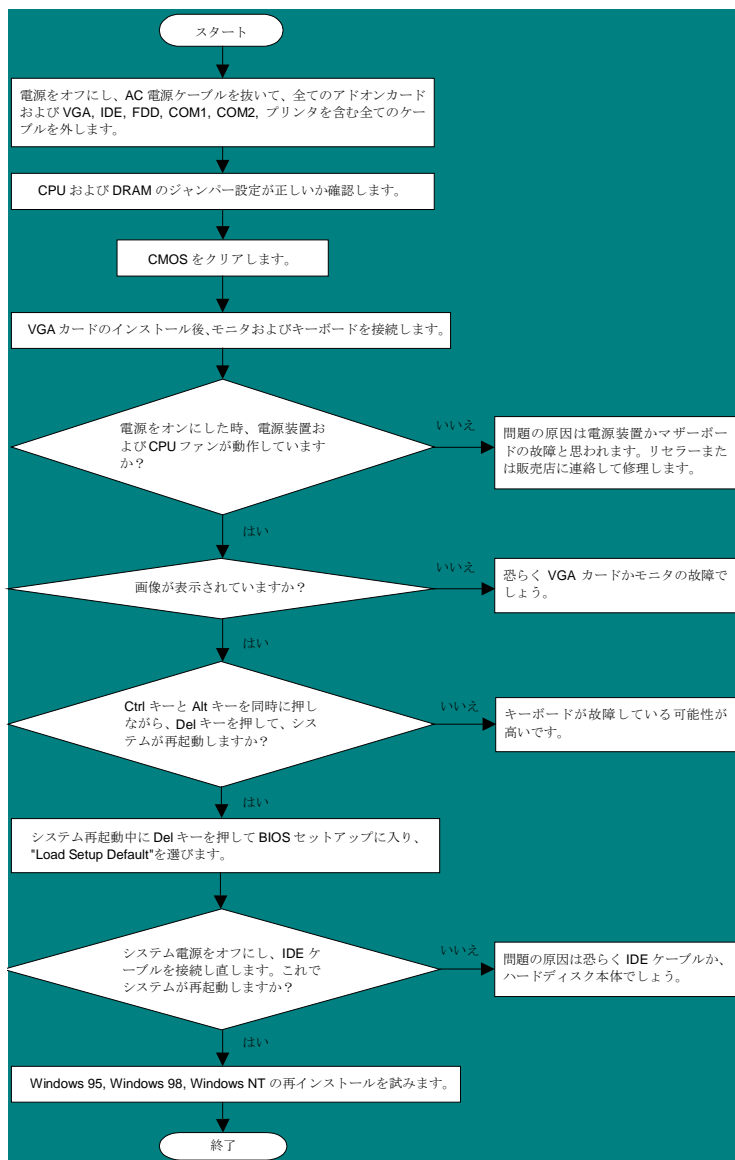 スタート
電源をオフにし、AC 電源ケーブルを抜いて、全てのアドオンカード
および VGA, IDE, FDD, COM1, COM2, プリンタを含む全てのケー
ブルを外します。
CPU および DRAM のジャンパー設定が正しいか確認します。
CMOS をクリアします。
VGA カードのインストール後、モニタおよびキーボードを接続します。
電源をオンにした時、電源装置お
よび CPU ファンが動作しています
か？
いいえ
問題の原因は電源装置かマザーボー
ドの故障と思われます。リセラーまた
は販売店に連絡して修理します。
はい
画像が表示されていますか？
いいえ
恐らく VGA カードかモニタの故障で
しょう。
はい
Ctrl キーと Alt キーを同時に押し
ながら、Del キーを押して、シス
テムが再起動しますか？
いいえ
キーボードが故障している可能性が
高いです。
はい
システム再起動中に Del キーを押して BIOS セットアップに入り、
"Load Setup Default"を選びます。
システム電源をオフにし、IDE ケ
ーブルを接続し直します。これで
システムが再起動しますか？
いいえ
問題の原因は恐らく IDE ケーブルか、
ハードディスク本体でしょう。
はい
Windows 95, Windows 98, Windows NT の再インストールを試みます。
終了